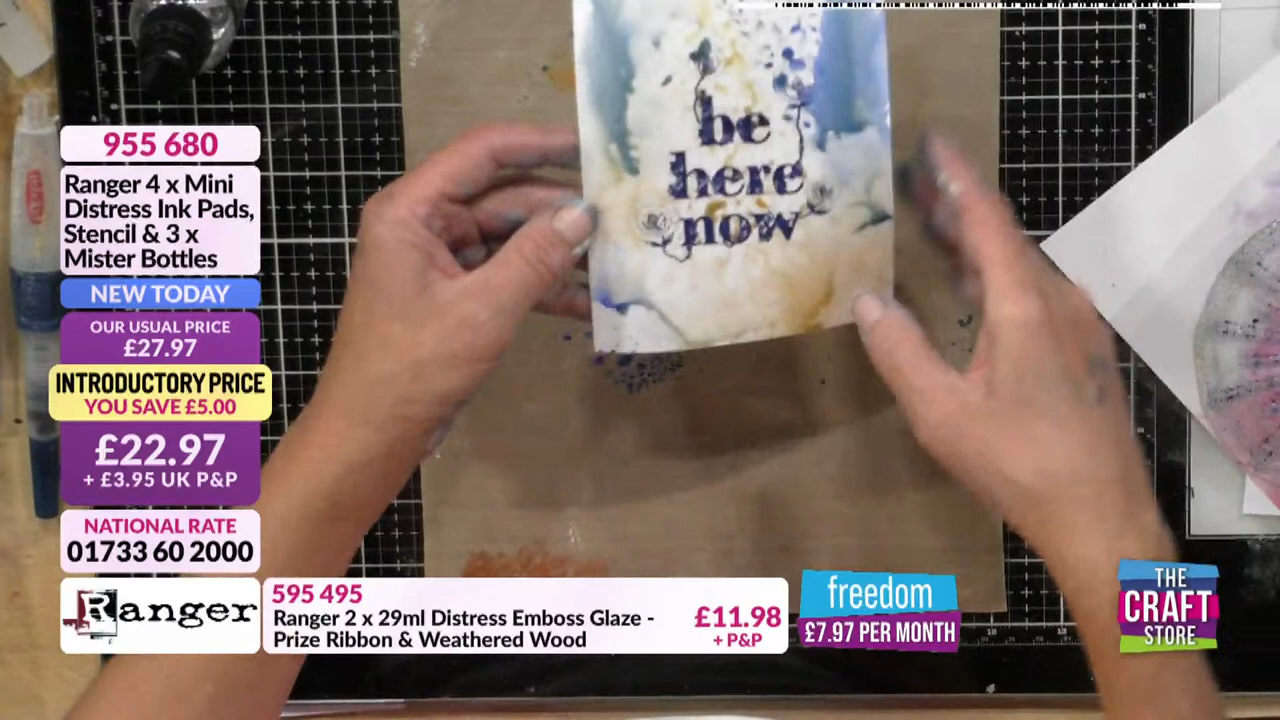 be
here
now
955 680
Ranger 4 x Mini
Distress Ink Pads,
Stencil & 3 x
Mister Bottles
NEW TODAY
OUR USUAL PRICE
£27.97
INTRODUCTORY PRICE
YOU SAVE £5.00
£22.97
+ £3.95 UK P&P
NATIONAL RATE
01733 60 2000
Ranger
595 495
Ranger 2 x 29ml Distress Emboss Glaze -
Prize Ribbon & Weathered Wood
£11.98
+ P&P
freedom
£7.97 PER MONTH
THE
CRAFT
STORE